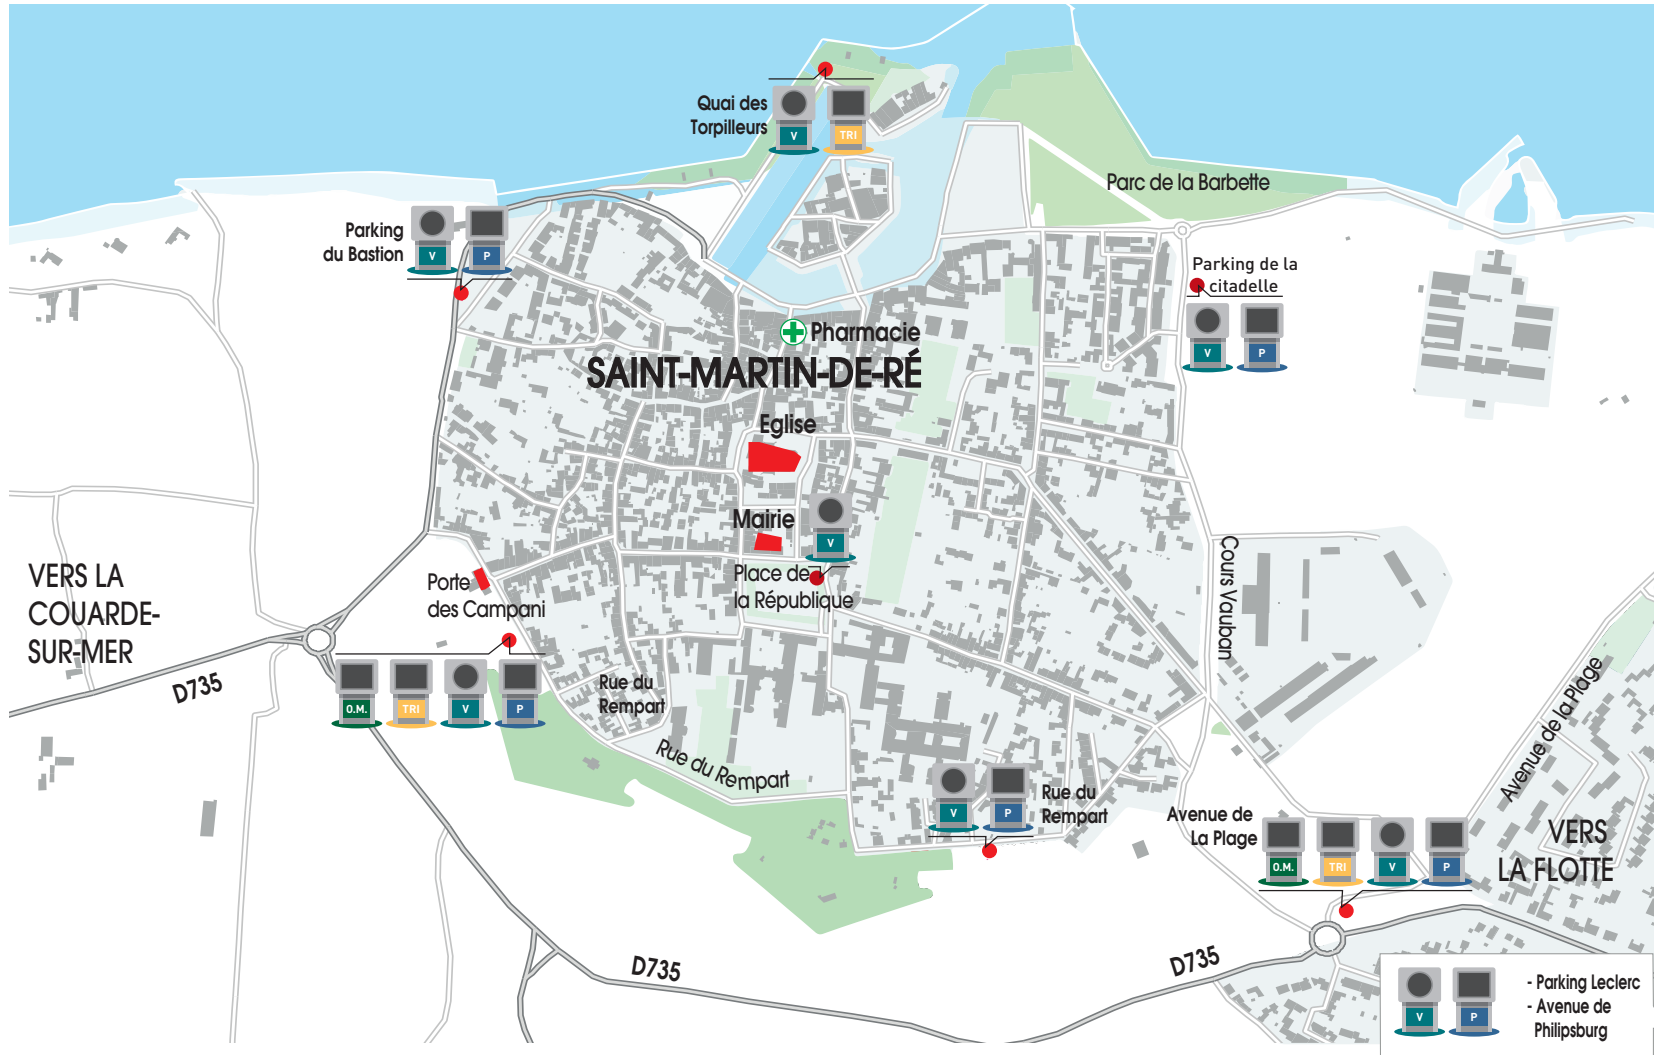 Quai des
Torpilleurs
V
TRI
Parc de la Barbette
Parking
du Bastion
V
P
Parking de la
citadelle
V
P
Pharmacie
SAINT-MARTIN-DE-RÉ
Eglise
Mairie
V
Place de
la République
Cours Vauban
VERS LA
COUARDE-
SUR-MER
Porte
des Campani
D735
O.M.
TRI
V
P
Rue du
Rempart
Rue du Rempart
V
P
Rue du
Rempart
Avenue de la Plage
Avenue de
La Plage
O.M.
TRI
V
P
VERS
LA FLOTTE
D735
D735
V
P
- Parking Leclerc
- Avenue de
Philipsburg